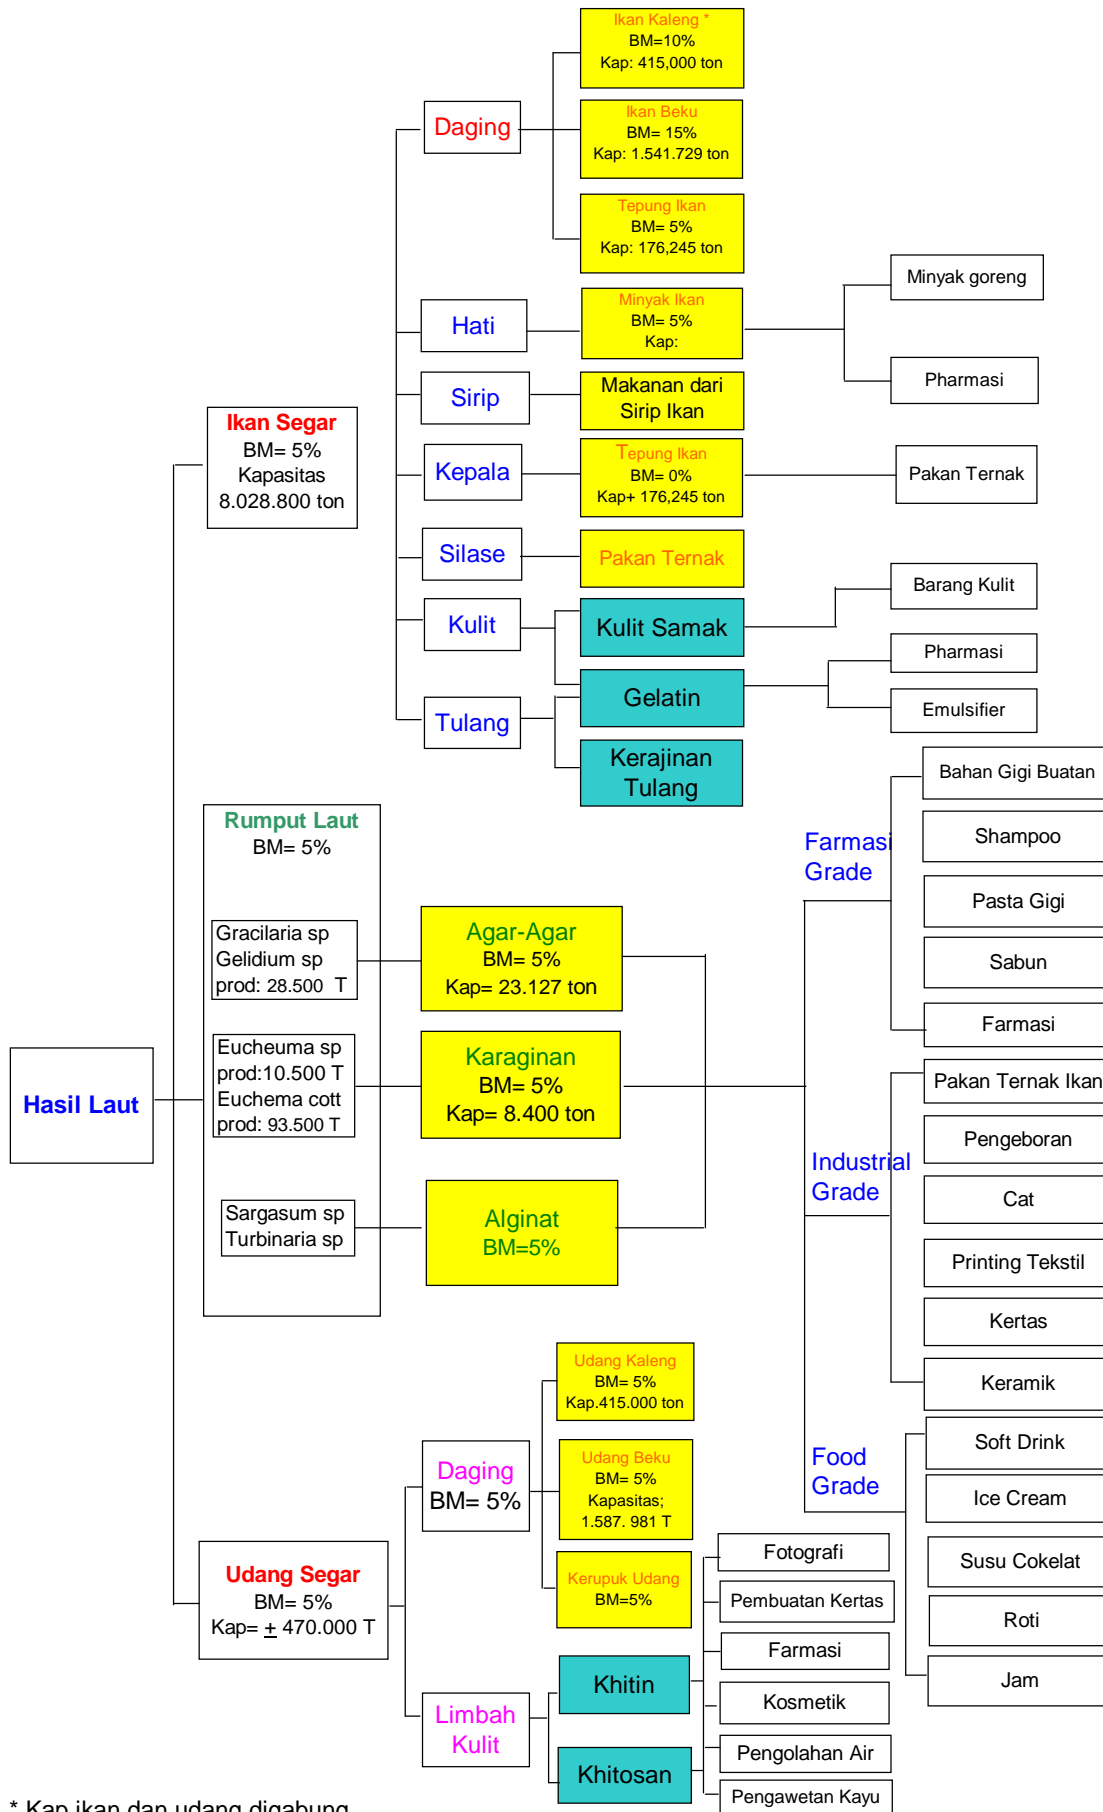 Hasil Laut
Ikan Segar
BM= 5%
Kapasitas
8.028.800 ton
Daging
Ikan Kaleng *
BM=10%
Kap: 415,000 ton
Ikan Beku
BM= 15%
Kap: 1.541.729 ton
Tepung Ikan
BM= 5%
Kap: 176,245 ton
Hati
Minyak Ikan
BM= 5%
Kap:
Minyak goreng
Pharmasi
Sirip
Makanan dari
Sirip Ikan
Kepala
Tepung Ikan
BM= 0%
Kap+ 176,245 ton
Pakan Ternak
Silase
Pakan Ternak
Kulit
Kulit Samak
Barang Kulit
Gelatin
Pharmasi
Emulsifier
Tulang
Kerajinan
Tulang
Rumput Laut
BM= 5%
Gracilaria sp
Gelidium sp
prod: 28.500 T
Agar-Agar
BM= 5%
Kap= 23.127 ton
Eucheuma sp
prod:10.500 T
Euchema cott
prod: 93.500 T
Karaginan
BM= 5%
Kap= 8.400 ton
Sargasum sp
Turbinaria sp
Alginat
BM=5%
Farmasi
Grade
Bahan Gigi Buatan
Shampoo
Pasta Gigi
Sabun
Farmasi
Industrial
Grade
Pakan Ternak Ikan
Pengeboran
Cat
Printing Tekstil
Kertas
Keramik
Food
Grade
Soft Drink
Ice Cream
Susu Cokelat
Roti
Jam
Udang Segar
BM= 5%
Kap= ± 470.000 T
Daging
BM= 5%
Udang Kaleng
BM= 5%
Kap.415.000 ton
Udang Beku
BM= 5%
Kapasitas;
1.587. 981 T
Kerupuk Udang
BM=5%
Limbah
Kulit
Khitin
Khitosan
Fotografi
Pembuatan Kertas
Farmasi
Kosmetik
Pengolahan Air
Pengawetan Kayu
* Kap ikan dan udang digabung